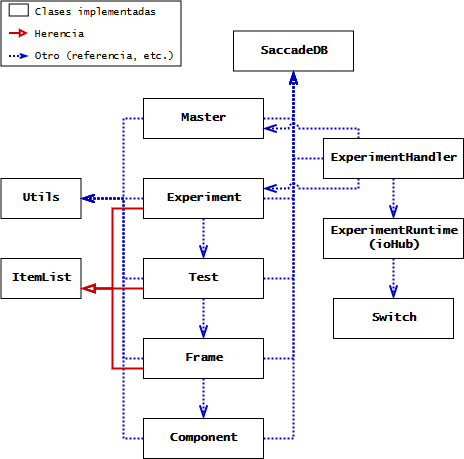 Clases implementadas
Herencia
Otro (referencia, etc.)
SaccadeDB
Master
ExperimentHandler
Utils
Experiment
ExperimentRuntime
(ioHub)
ItemList
Test
Switch
Frame
Component